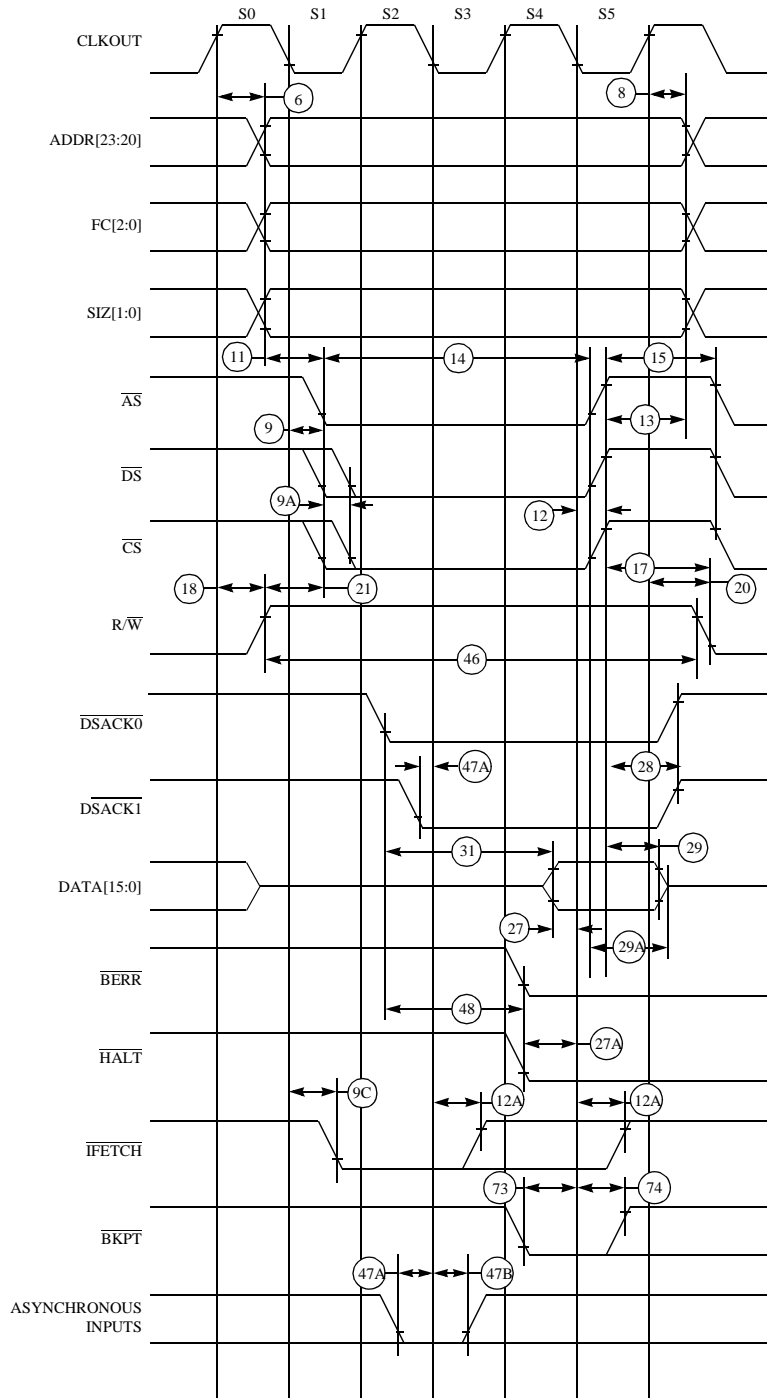 S0 S1 S2 S3 S4 S5
CLKOUT
6 8
ADDR[23:20]
FC[2:0]
SIZ[1:0]
11 14 15
AS
9 13
DS
9A 12
CS
18 21 17 20
R/W
46
DSACK0
47A 28
DSACK1
31 29
DATA[15:0]
27 29A
BERR
48
27A
HALT
9C 12A 12A
IFETCH
73 74
BKPT
47A 47B
ASYNCHRONOUS
INPUTS